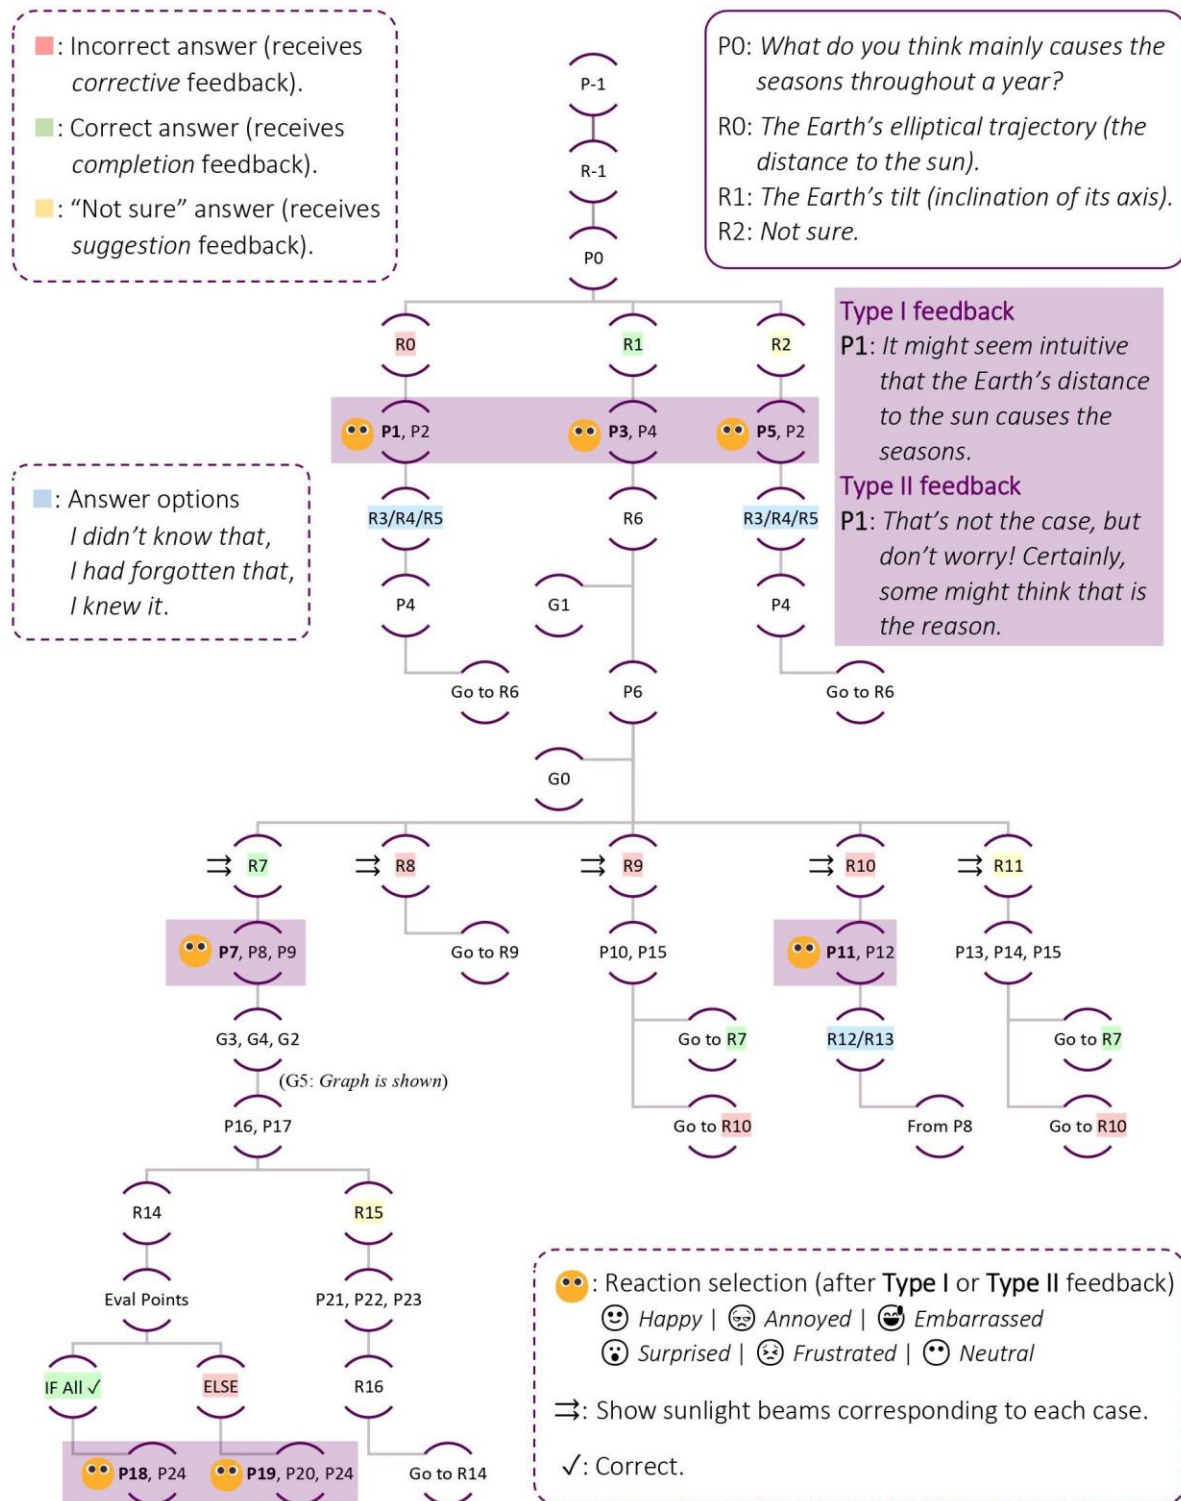 : Incorrect answer (receives
corrective feedback).
: Correct answer (receives
completion feedback).
: “Not sure” answer (receives
suggestion feedback).
P0: What do you think mainly causes the
seasons throughout a year?
R0: The Earth’s elliptical trajectory (the
distance to the sun).
R1: The Earth’s tilt (inclination of its axis).
R2: Not sure.
P-1
R-1
P0
R0
R1
R2
P1, P2
P3, P4
P5, P2
Type I feedback
P1: It might seem intuitive
that the Earth’s distance
to the sun causes the
seasons.
Type II feedback
P1: That’s not the case, but
don’t worry! Certainly,
some might think that is
the reason.
: Answer options
I didn’t know that,
I had forgotten that,
I knew it.
R3/R4/R5
R6
R3/R4/R5
P4
G1
P4
Go to R6
P6
Go to R6
G0
R7
R8
R9
R10
R11
P7, P8, P9
Go to R9
P10, P15
P11, P12
P13, P14, P15
G3, G4, G2
Go to R7
R12/R13
Go to R7
(G5: Graph is shown)
P16, P17
Go to R10
From P8
Go to R10
R14
R15
Eval Points
P21, P22, P23
IF All ✓
ELSE
R16
P18, P24
P19, P20, P24
Go to R14
: Reaction selection (after Type I or Type II feedback)
Happy | Annoyed | Embarrassed
Surprised | Frustrated | Neutral
⇉: Show sunlight beams corresponding to each case.
✓: Correct.